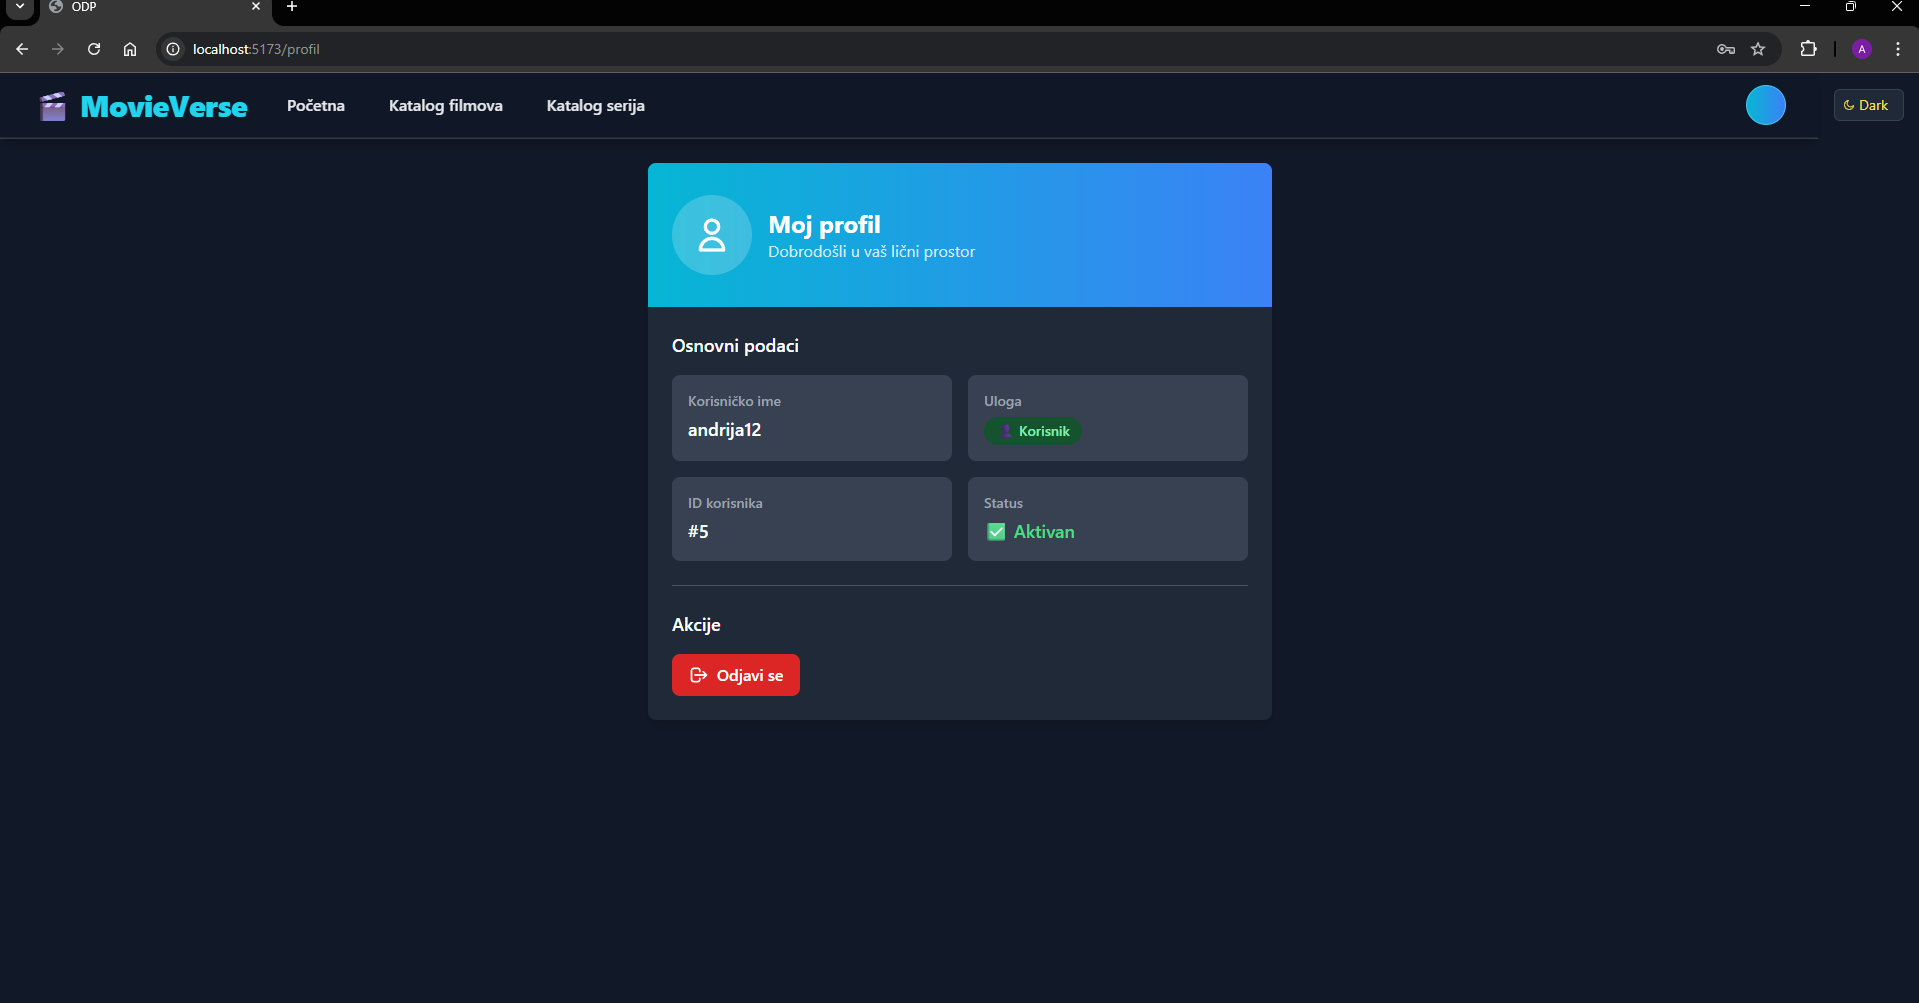 ODP
localhost:5173/profil
A
MovieVerse
Početna
Katalog filmova
Katalog serija
Dark
Moj profil
Dobrodošli u vaš lični prostor
Osnovni podaci
Korisničko ime
andrija12
Uloga
Korisnik
ID korisnika
#5
Status
Aktivan
Akcije
Odjavi se